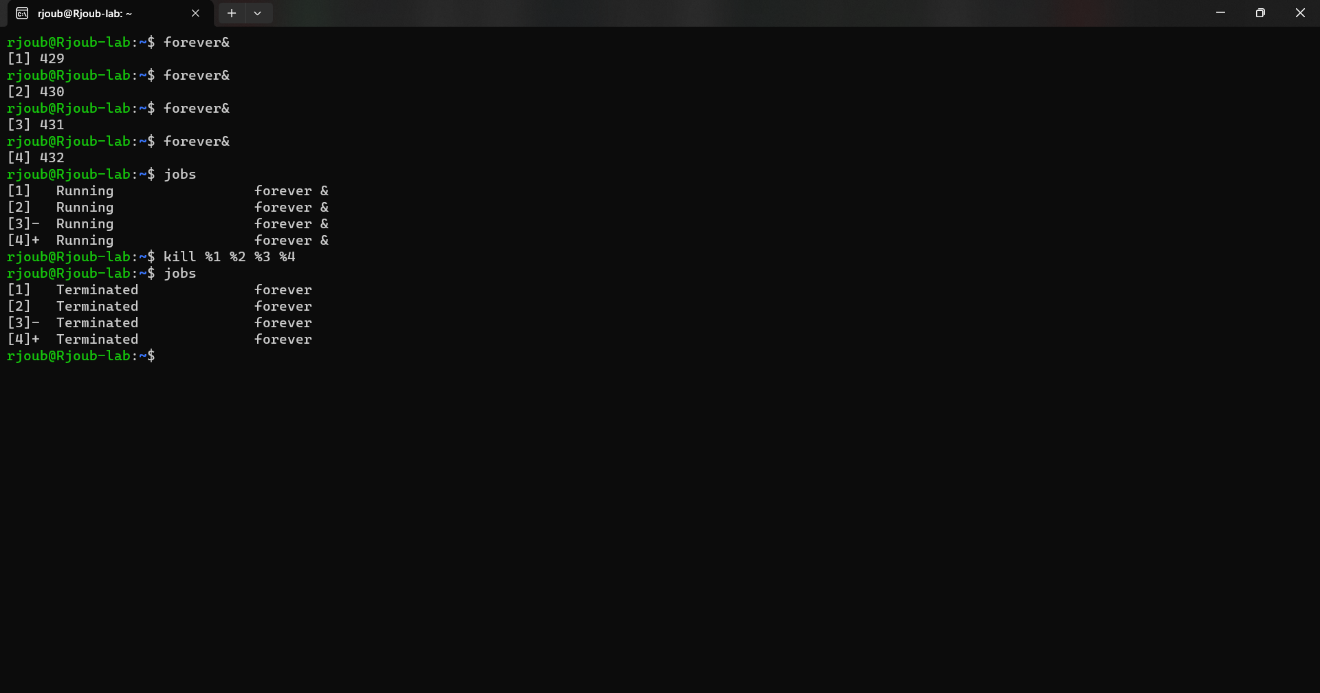 rjoub@Rjoub-lab: ~
rjoub@Rjoub-lab:~$ forever&
[1] 429
rjoub@Rjoub-lab:~$ forever&
[2] 430
rjoub@Rjoub-lab:~$ forever&
[3] 431
rjoub@Rjoub-lab:~$ forever&
[4] 432
rjoub@Rjoub-lab:~$ jobs
[1]   Running                 forever &
[2]   Running                 forever &
[3]-  Running                 forever &
[4]+  Running                 forever &
rjoub@Rjoub-lab:~$ kill %1 %2 %3 %4
rjoub@Rjoub-lab:~$ jobs
[1]   Terminated              forever
[2]   Terminated              forever
[3]-  Terminated              forever
[4]+  Terminated              forever
rjoub@Rjoub-lab:~$